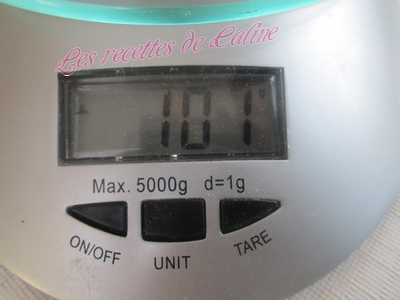 Les recettes de Caline
101
Max. 5000g d=1g
ON/OFF UNIT TARE